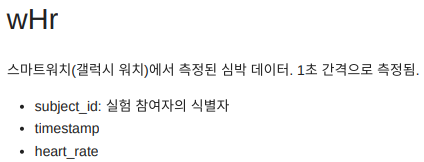 wHr
스마트워치(갤럭시 워치)에서 측정된 심박 데이터. 1초 간격으로 측정됨.
• subject_id: 실험 참여자의 식별자
• timestamp
• heart_rate